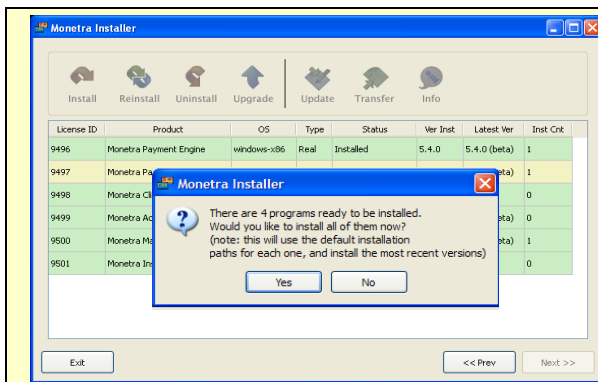 Monetra Installer
Install Reinstall Uninstall Upgrade Update Transfer Info
License ID Product OS Type Status Ver Inst Latest Ver Inst Cnt
9496 Monetra Payment Engine windows-x86 Real Installed 5.4.0 5.4.0 (beta) 1
9497 Monetra Pa eta) 1
9498 Monetra Cli 0
9499 Monetra Ad eta) 0
9500 Monetra Ma eta) 1
9501 Monetra Ins 0
Monetra Installer
There are 4 programs ready to be installed.
Would you like to install all of them now?
(note: this will use the default installation
paths for each one, and install the most recent versions)
Yes No
Exit << Prev Next >>